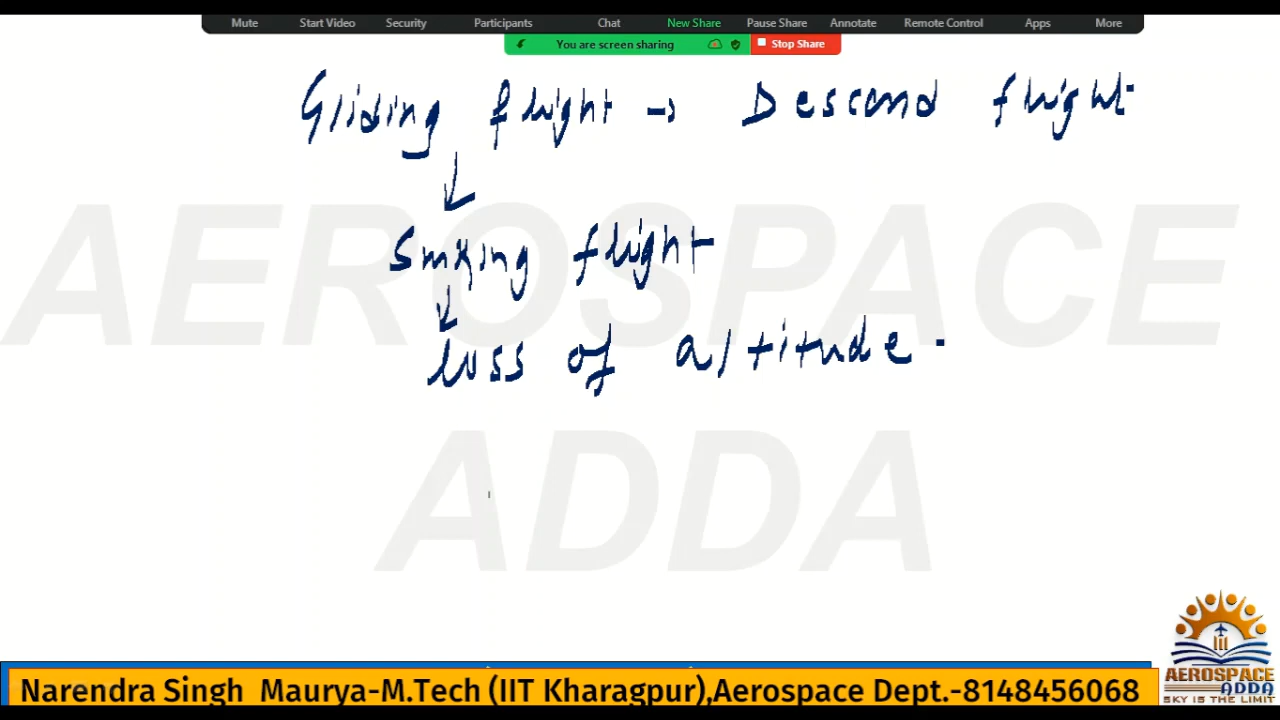 Mute Start Video Security Participants Chat New Share Pause Share Annotate Remote Control Apps More
You are screen sharing Stop Share
Gliding flight → Descend flight
↓
Sinking flight
↓
loss of altitude
AEROSPACE
ADDA
Narendra Singh Maurya-M.Tech (IIT Kharagpur),Aerospace Dept.-8148456068
AEROSPACE
ADDA
SKY IS THE LIMIT